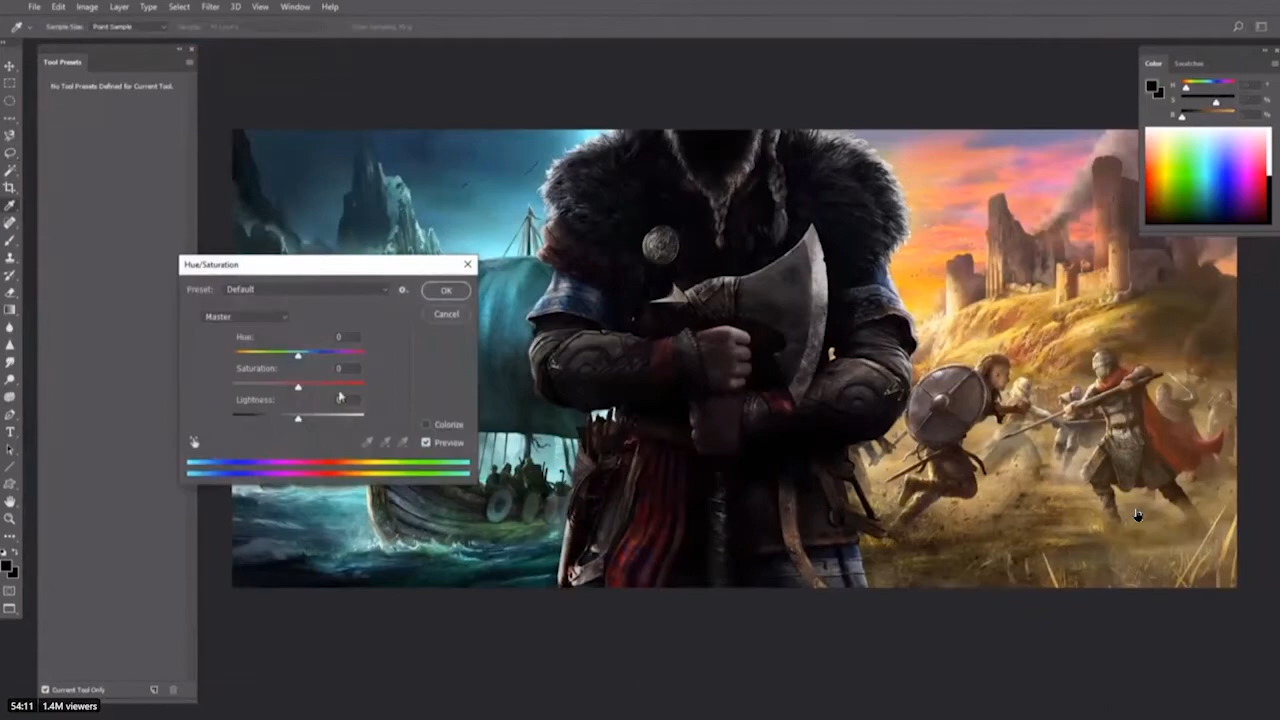 File Edit Image Layer Type Select Filter 3D View Window Help
Sample Size: Point Sample
Tool Presets
No Tool Presets Defined for Current Tool.
Color Swatches
H
S
%
B
%
Hue/Saturation
Preset: Default
OK
Master
Cancel
Hue: 0
Saturation: 0
Lightness:
Colorize
Preview
Current Tool Only
54:11 1.4M viewers